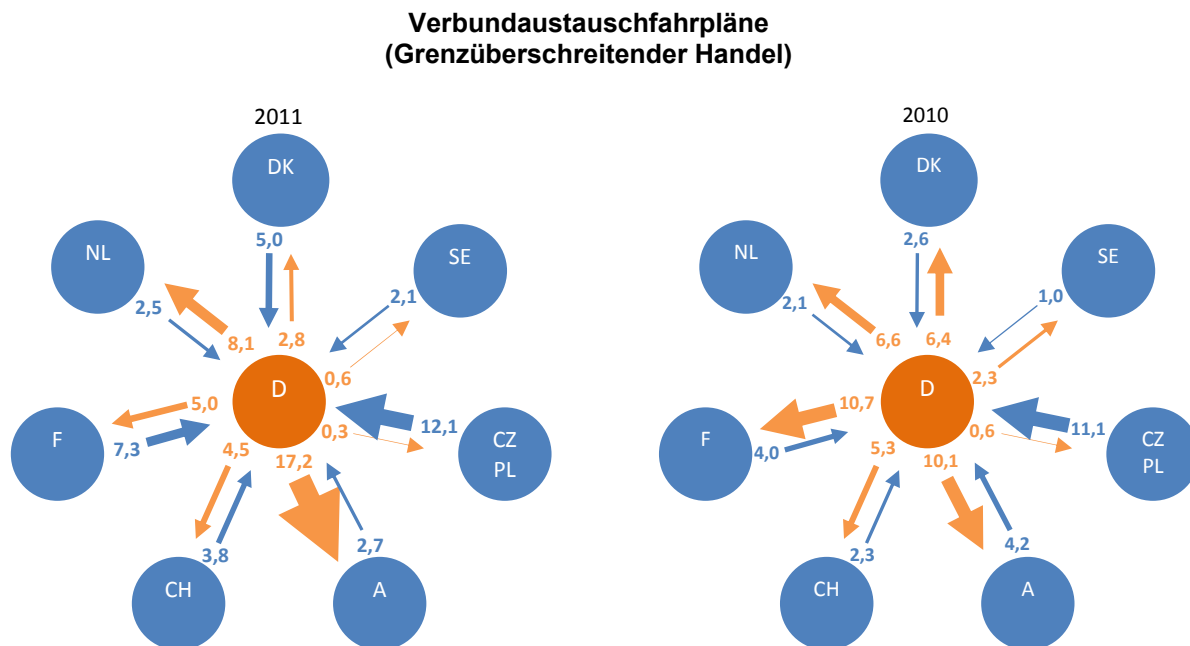 Verbundaustauschfahrpläne
(Grenzüberschreitender Handel)
2011
DK
5,0
2,8
NL
2,5
8,1
SE
2,1
0,6
D
F
5,0
7,3
12,1
0,3
CZ
PL
4,5
17,2
3,8
2,7
CH
A
2010
DK
2,6
6,4
NL
2,1
6,6
SE
1,0
2,3
D
F
10,7
4,0
11,1
0,6
CZ
PL
5,3
10,1
2,3
4,2
CH
A